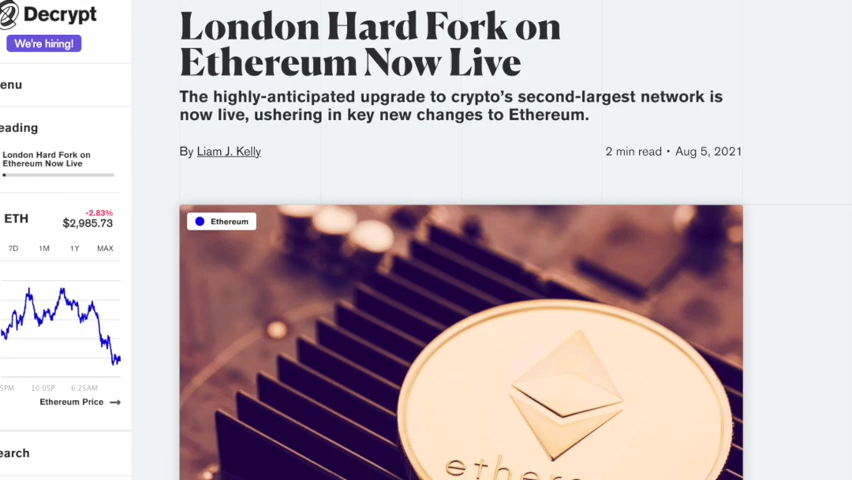 Decrypt
We're hiring!
enu
eading
London Hard Fork on
Ethereum Now Live
ETH
-2.83%
$2,985.73
7D 1M 1Y MAX
5PM 10:05P 6:25AM
Ethereum Price →
earch
London Hard Fork on
Ethereum Now Live
The highly-anticipated upgrade to crypto's second-largest network is
now live, ushering in key new changes to Ethereum.
By Liam J. Kelly
2 min read • Aug 5, 2021
Ethereum